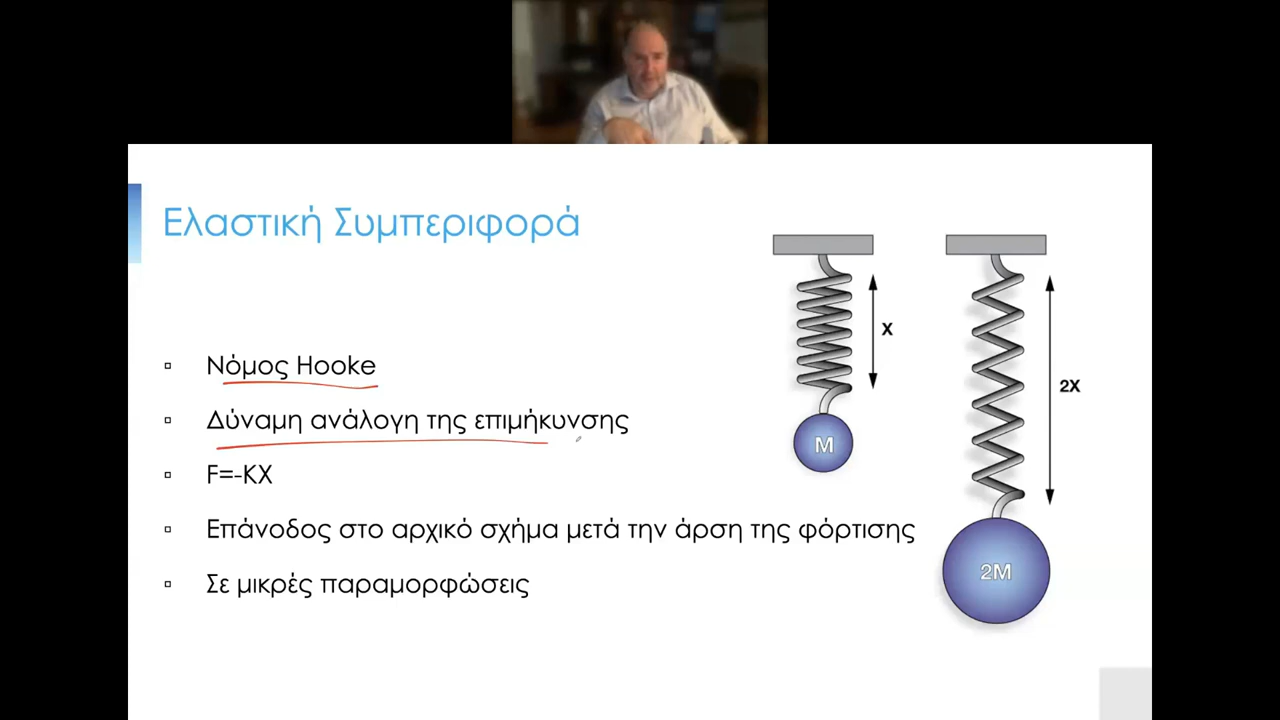 Ελαστική Συμπεριφορά
Νόμος Hooke
Δύναμη ανάλογη της επιμήκυνσης
F=-KX
Επάνοδος στο αρχικό σχήμα μετά την άρση της φόρτισης
Σε μικρές παραμορφώσεις
X
M
2X
2M